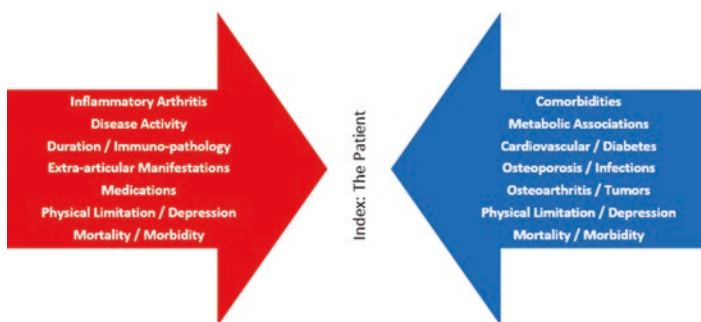 Inflammatory Arthritis
Disease Activity
Duration / Immuno-pathology
Extra-articular Manifestations
Medications
Physical Limitation / Depression
Mortality / Morbidity
Index: The Patient
Comorbidities
Metabolic Associations
Cardiovascular / Diabetes
Osteoporosis / Infections
Osteoarthritis / Tumors
Physical Limitation / Depression
Mortality / Morbidity